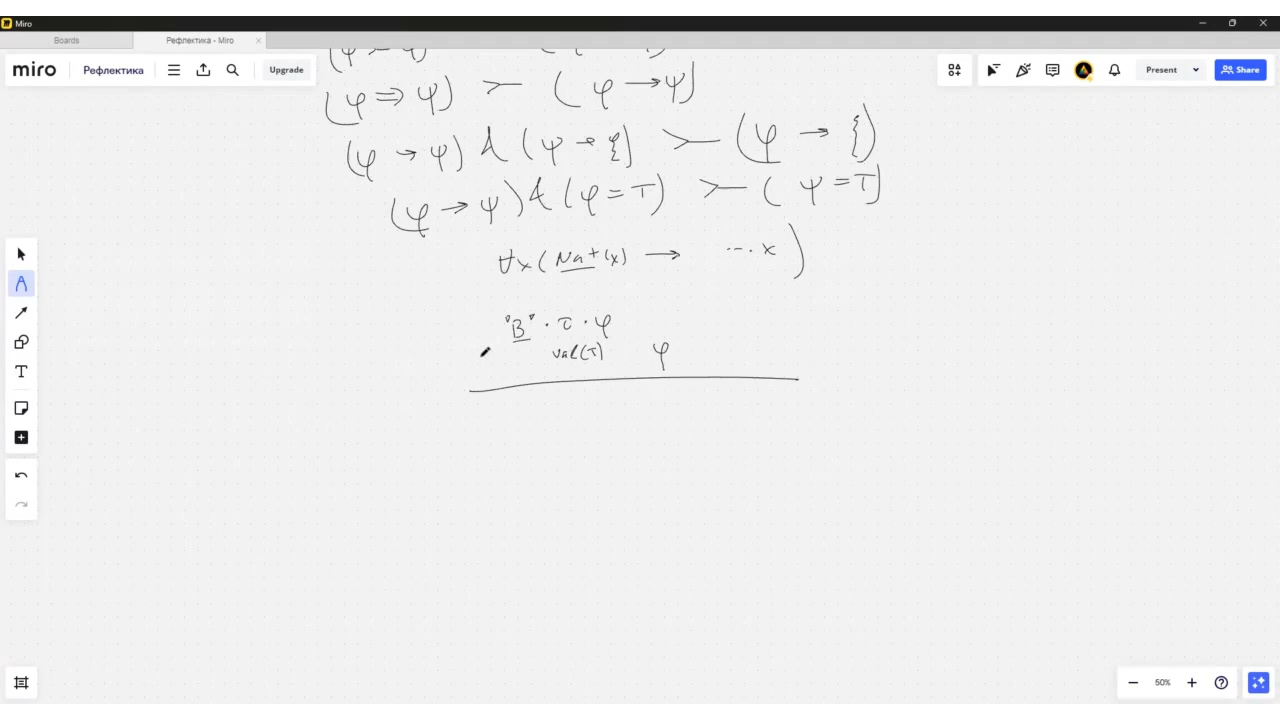 Miro
Boards
Рефлектика - Miro
miro
Рефлектика
Upgrade
Present
Share
(φ ⇒ ψ) ≻ (φ → ψ)
(φ → ψ) & (ψ → ξ) ≻ (φ → ξ)
(φ → ψ) & (φ = T) ≻ (ψ = T)
∀x (Nat(x) → ... x)
"B" · τ · φ
val(τ) φ
50%